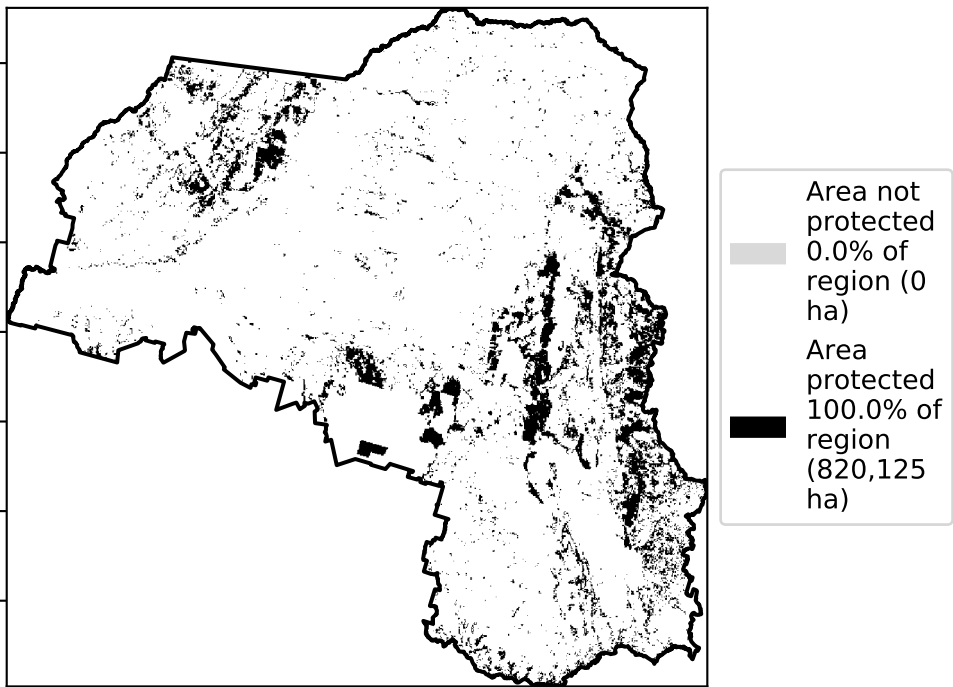 Area not
protected
0.0% of
region (0
ha)
Area
protected
100.0% of
region
(820,125
ha)